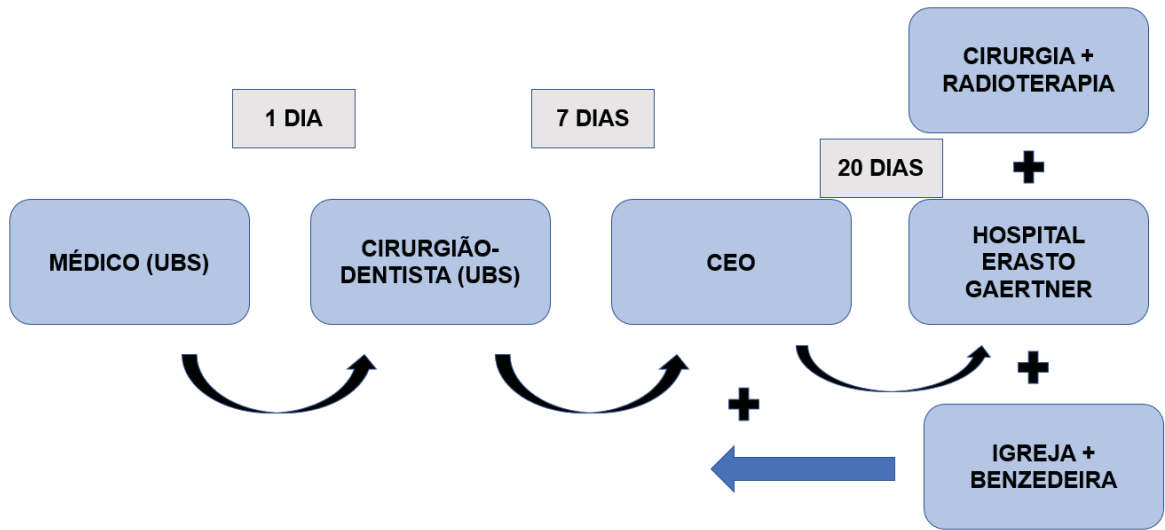 CIRURGIA +
RADIOTERAPIA
1 DIA
7 DIAS
20 DIAS
MÉDICO (UBS)
CIRURGIÃO-
DENTISTA (UBS)
CEO
HOSPITAL
ERASTO
GAERTNER
IGREJA +
BENZEDEIRA